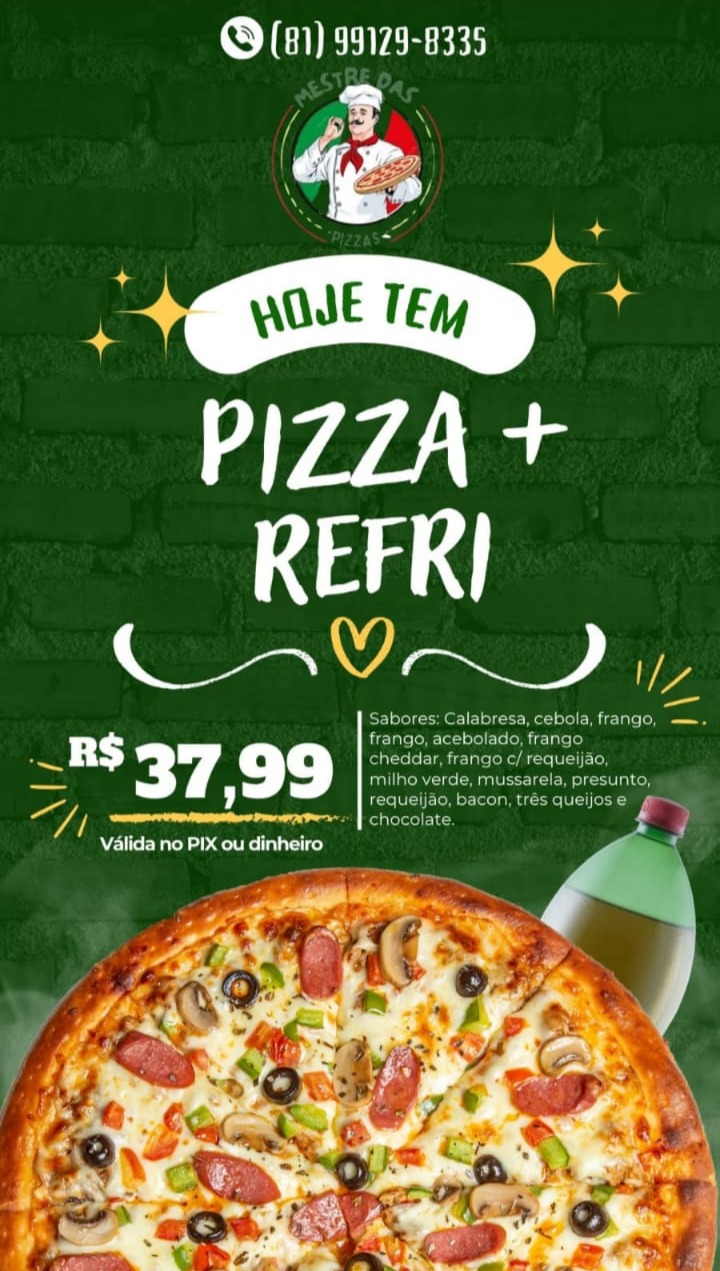 (81) 99129-8335
MESTRE DAS
PIZZAS
HOJE TEM
PIZZA +
REFRI
R$ 37,99
Válida no PIX ou dinheiro
Sabores: Calabresa, cebola, frango,
frango, acebolado, frango
cheddar, frango c/ requeijão,
milho verde, mussarela, presunto,
requeijão, bacon, três queijos e
chocolate.